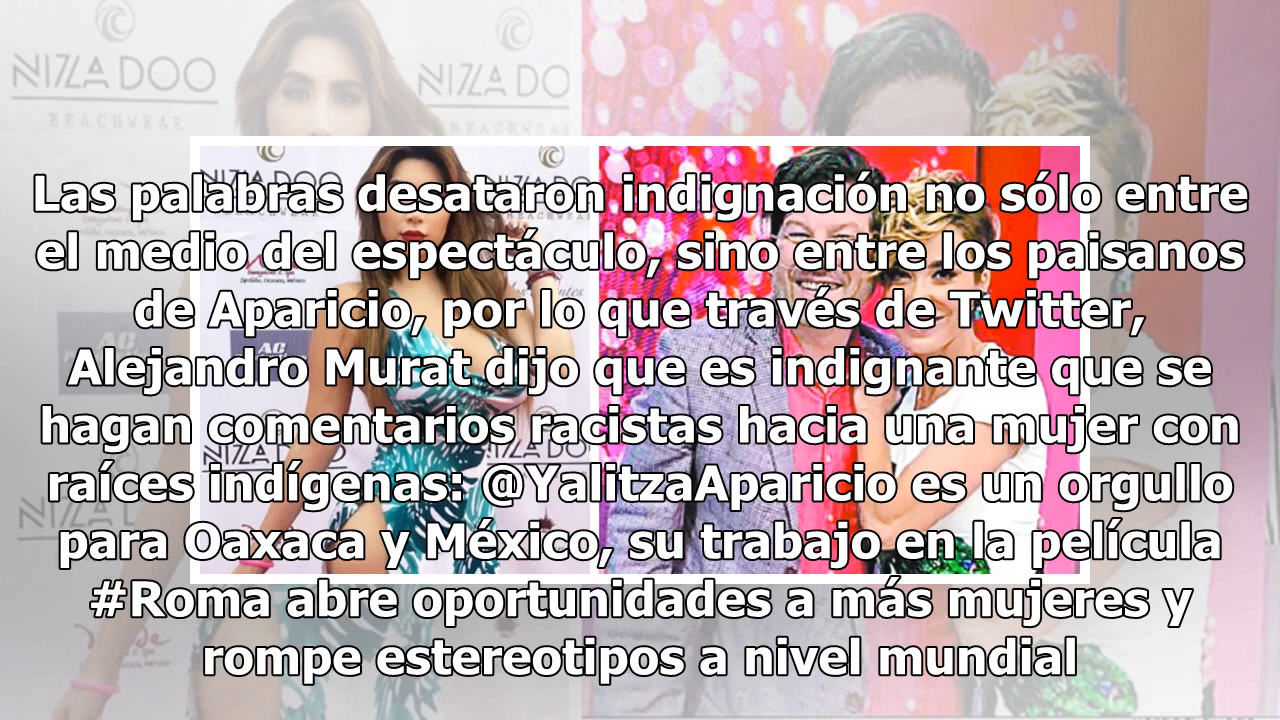 NIZZA DOO
BEACHWEAR
NIZZA DO
BEACHWEA
Las palabras desataron indignación no sólo entre
el medio del espectáculo, sino entre los paisanos
de Aparicio, por lo que través de Twitter,
Alejandro Murat dijo que es indignante que se
hagan comentarios racistas hacia una mujer con
raíces indígenas: @YalitzaAparicio es un orgullo
para Oaxaca y México, su trabajo en la película
#Roma abre oportunidades a más mujeres y
rompe estereotipos a nivel mundial